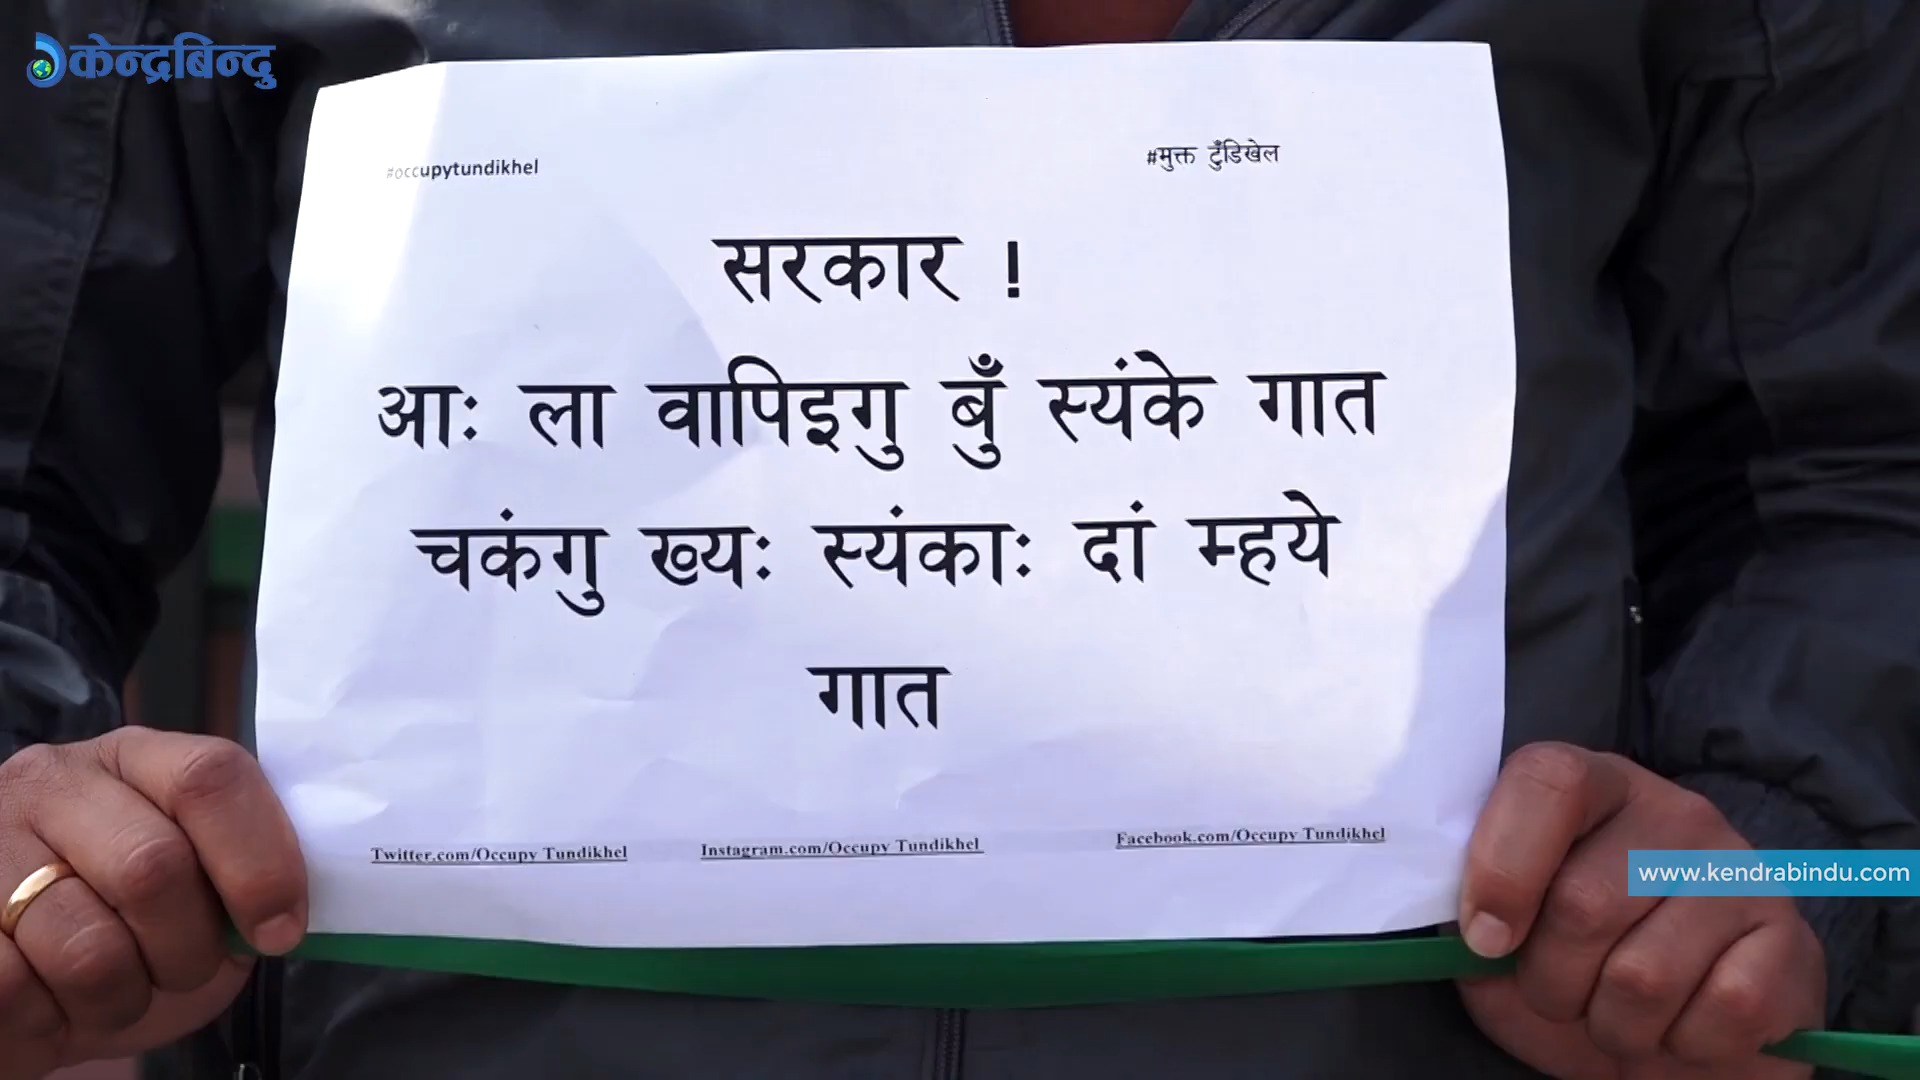 केन्द्रबिन्दु
#occupytundikhel
#मुक्त टुँडिखेल
सरकार !
आः ला वापिइगु बुँ स्यंके गात
चकंगु ख्यः स्यंकाः दां म्हये
गात
Twitter.com/Occupy Tundikhel
Instagram.com/Occupy Tundikhel
Facebook.com/Occupy Tundikhel
www.kendrabindu.com